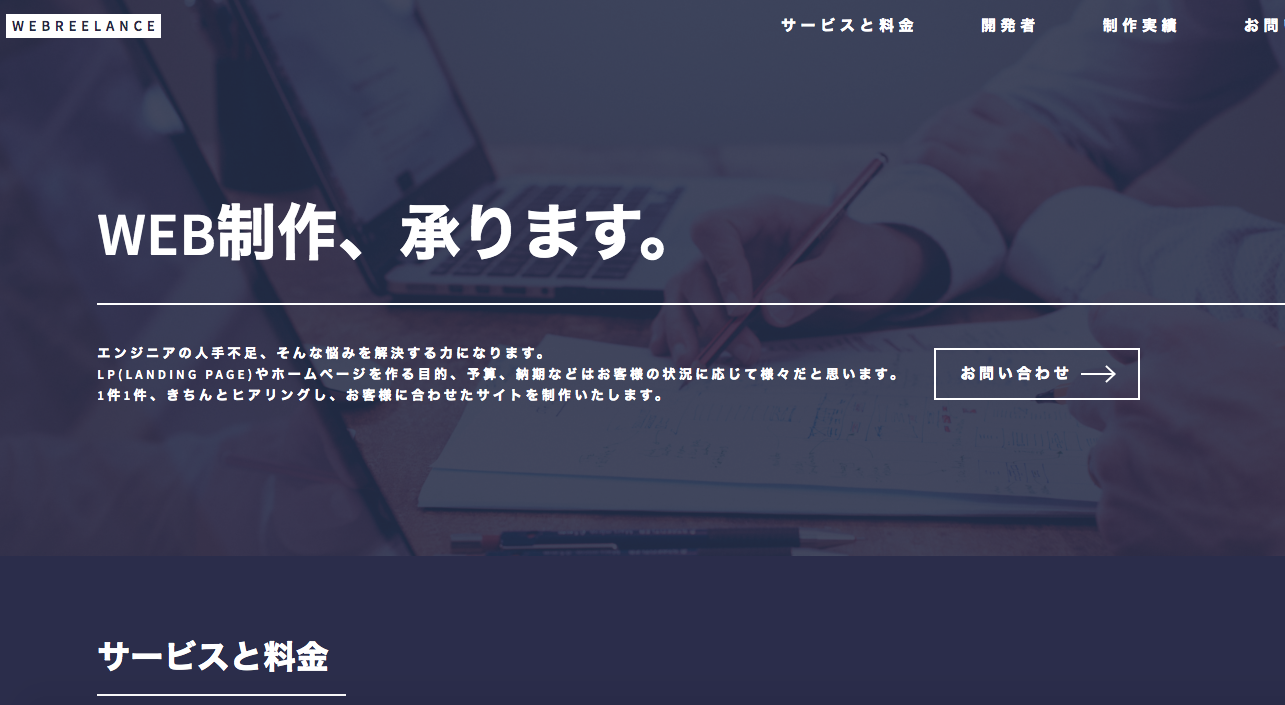 WEBREELANCE
サービスと料金 開発者 制作実績 お問
WEB制作、承ります。
エンジニアの人手不足、そんな悩みを解決する力になります。
LP(LANDING PAGE)やホームページを作る目的、予算、納期などはお客様の状況に応じて様々だと思います。
1件1件、きちんとヒアリングし、お客様に合わせたサイトを制作いたします。
お問い合わせ
サービスと料金